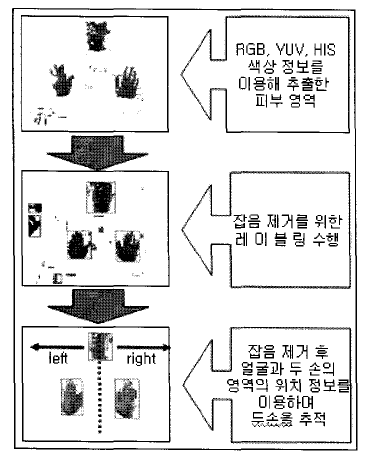 RGB, YUV, HIS
색상 정보를
이용해 추출한
피부 영역
잡음 제거를 위한
레 이 블 링 수행
left
right
잡음 제거 후
얼굴과 두 손의
영역의 위치 정보를
이용하며
두손을 추적